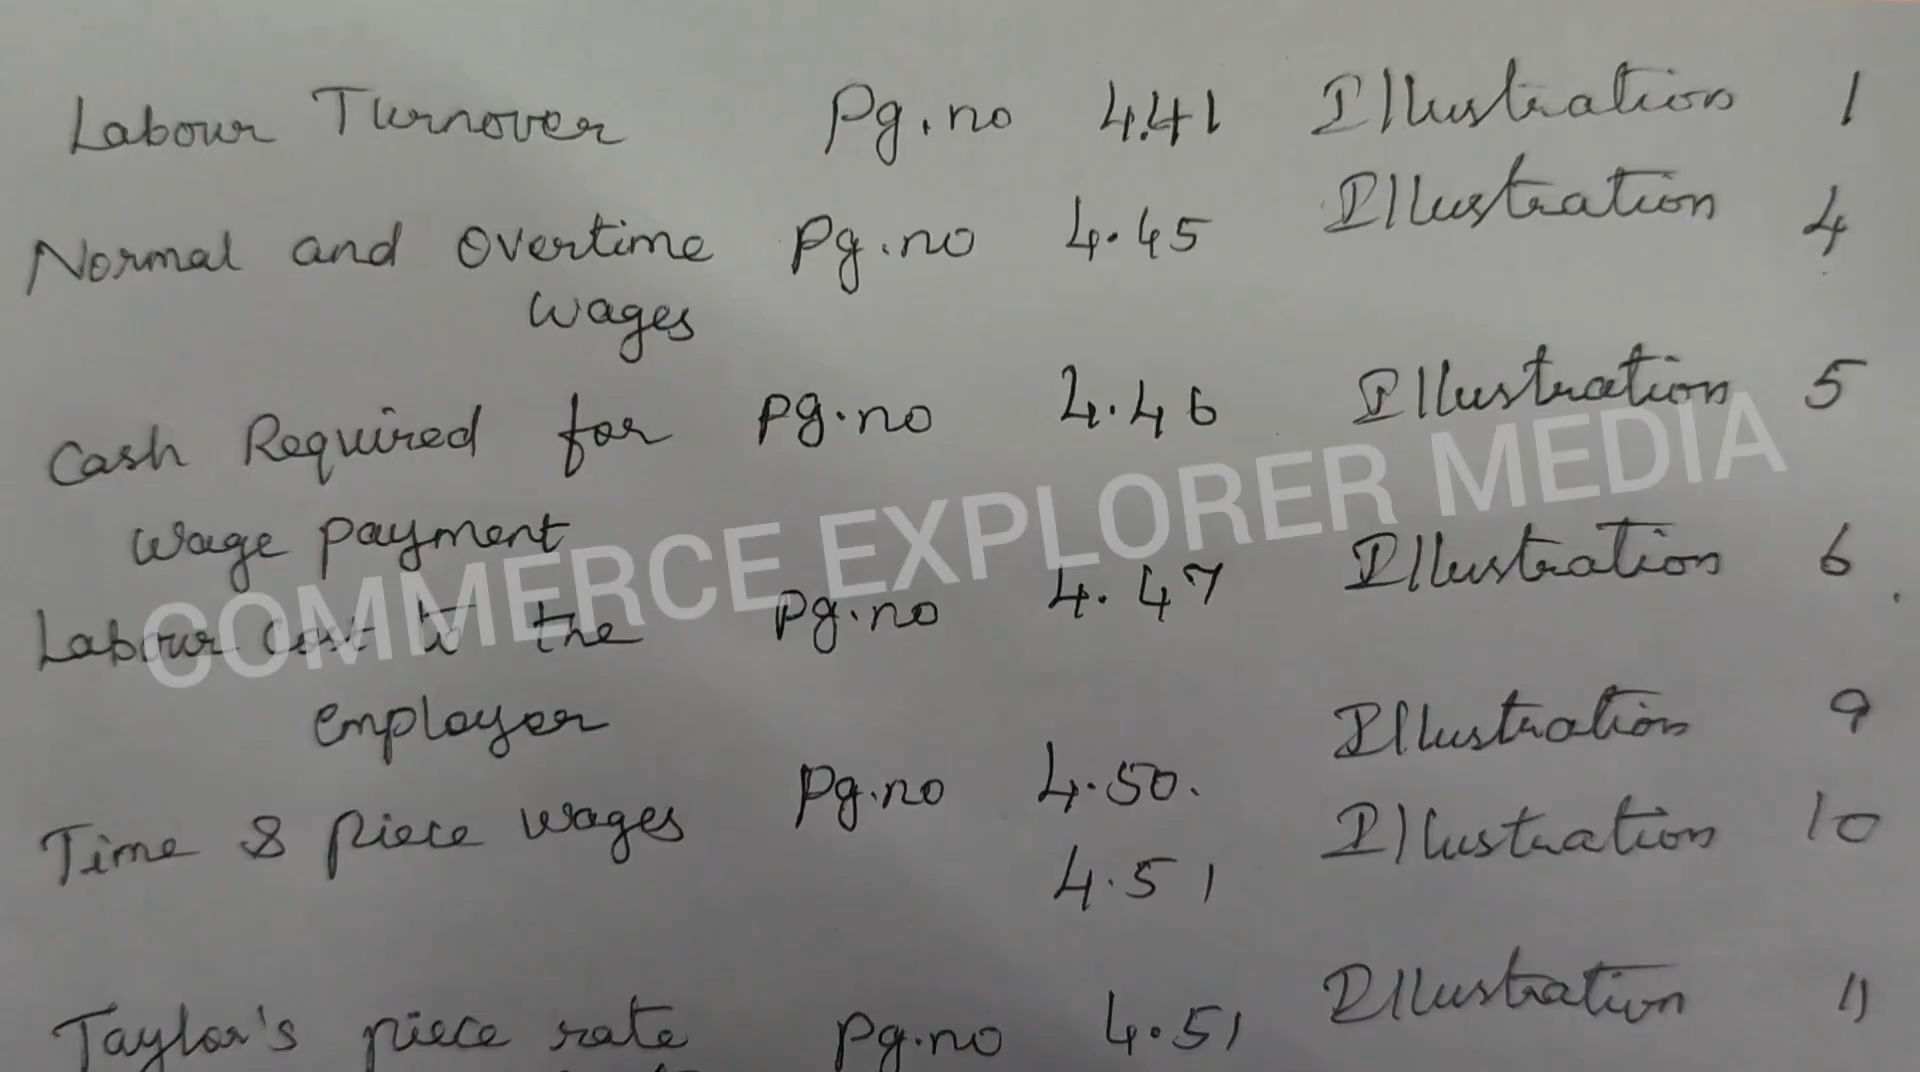 Labour Turnover Pg.no 4.41 Illustration 1
Normal and Overtime Pg.no 4.45 Illustration 4
wages
Cash Required for Pg.no 4.46 Illustration 5
wage payment
COMMERCE EXPLORER MEDIA
Labour cost to the Pg.no 4.47 Illustration 6
employer
Time & piece wages Pg.no 4.50. Illustration 9
4.51 Illustration 10
Taylor's piece rate Pg.no 4.51 Illustration 11